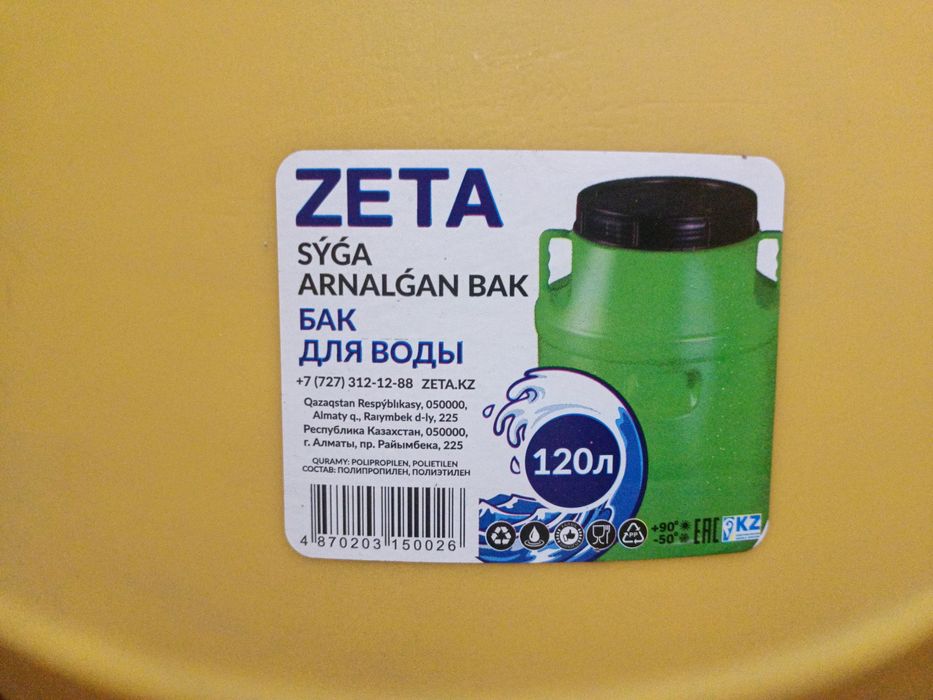 ZETA
SÝǴA
ARNALǴAN BAK
БАК
ДЛЯ ВОДЫ
+7 (727) 312-12-88 ZETA.KZ
Qazaqstan Respýblıkasy, 050000,
Almaty q., Raıymbek d-ly, 225
Республика Казахстан, 050000,
г. Алматы, пр. Райымбека, 225
QURAMY: POLIPROPILEN, POLIETILEN
СОСТАВ: ПОЛИПРОПИЛЕН, ПОЛИЭТИЛЕН
120л
4 870203 150026
PP
+90°
-50°
EAC
KZ